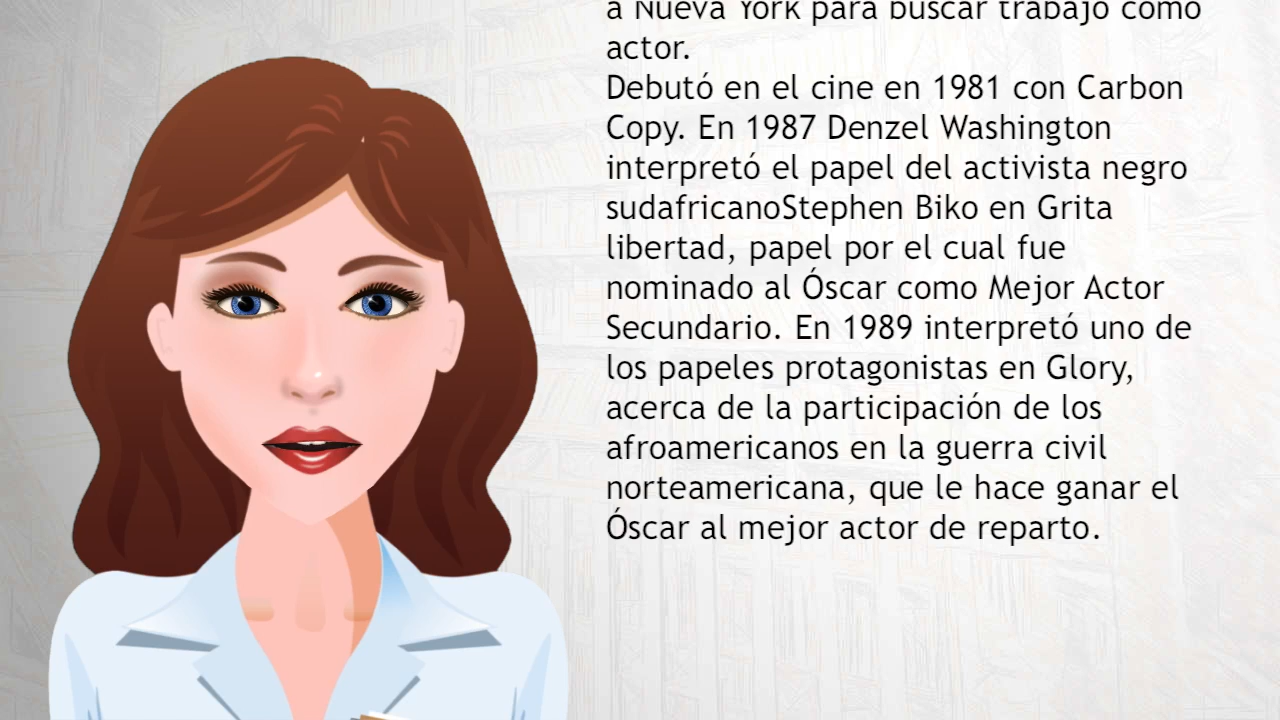 a Nueva York para buscar trabajo como
actor.
Debutó en el cine en 1981 con Carbon
Copy. En 1987 Denzel Washington
interpretó el papel del activista negro
sudafricanoStephen Biko en Grita
libertad, papel por el cual fue
nominado al Óscar como Mejor Actor
Secundario. En 1989 interpretó uno de
los papeles protagonistas en Glory,
acerca de la participación de los
afroamericanos en la guerra civil
norteamericana, que le hace ganar el
Óscar al mejor actor de reparto.